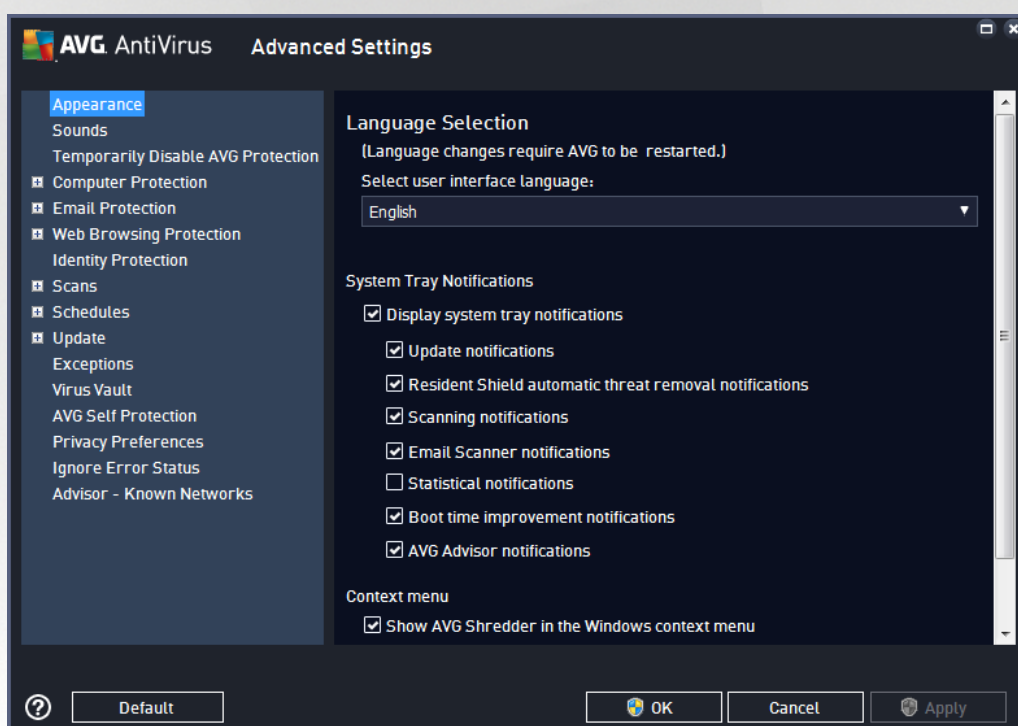 AVG. AntiVirus Advanced Settings
Appearance
Sounds
Temporarily Disable AVG Protection
Computer Protection
Email Protection
Web Browsing Protection
Identity Protection
Scans
Schedules
Update
Exceptions
Virus Vault
AVG Self Protection
Privacy Preferences
Ignore Error Status
Advisor - Known Networks
Language Selection
(Language changes require AVG to be restarted.)
Select user interface language:
English
System Tray Notifications
Display system tray notifications
Update notifications
Resident Shield automatic threat removal notifications
Scanning notifications
Email Scanner notifications
Statistical notifications
Boot time improvement notifications
AVG Advisor notifications
Context menu
Show AVG Shredder in the Windows context menu
? Default OK Cancel Apply